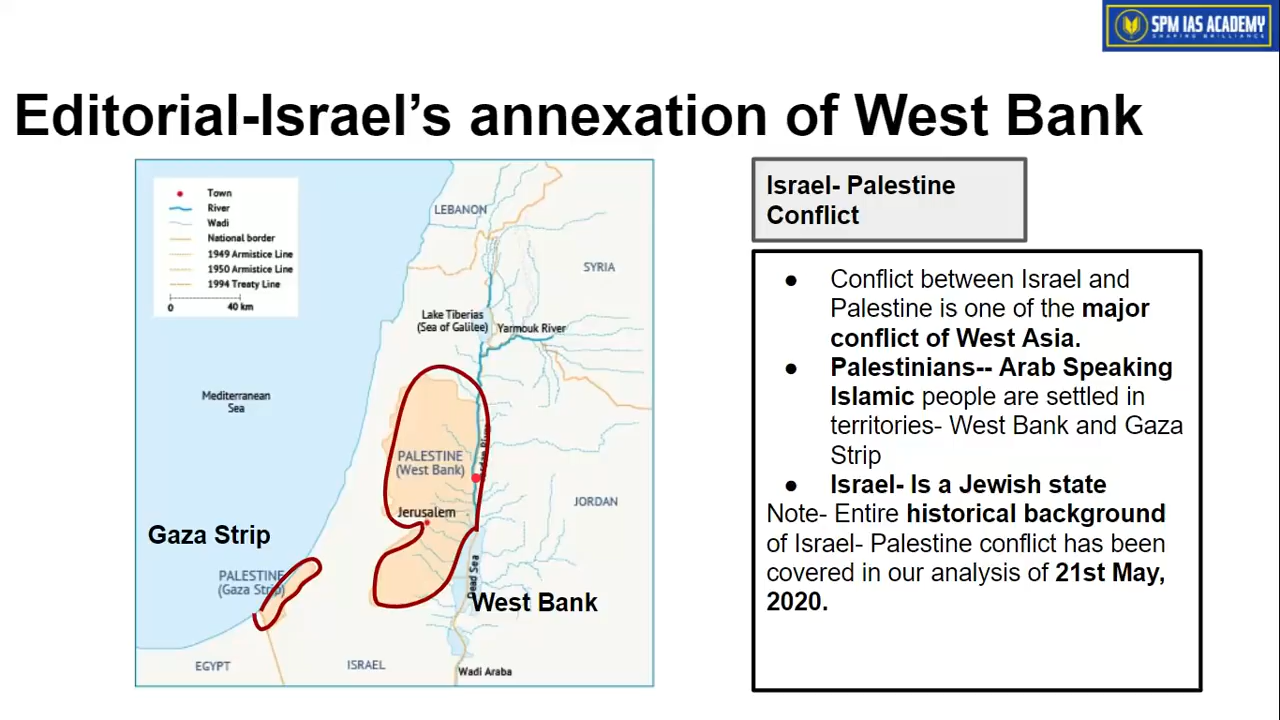 SPM IAS ACADEMY
SHAPING BRILLIANCE
Editorial-Israel’s annexation of West Bank
Town
River
Wadi
National border
1949 Armistice Line
1950 Armistice Line
1994 Treaty Line
0 40 km
LEBANON
SYRIA
Lake Tiberias
(Sea of Galilee)
Yarmouk River
Mediterranean
Sea
PALESTINE
(West Bank)
Jerusalem
JORDAN
Gaza Strip
PALESTINE
(Gaza Strip)
Dead Sea
West Bank
EGYPT
ISRAEL
Wadi Araba
Israel- Palestine
Conflict
● Conflict between Israel and
Palestine is one of the major
conflict of West Asia.
● Palestinians-- Arab Speaking
Islamic people are settled in
territories- West Bank and Gaza
Strip
● Israel- Is a Jewish state
Note- Entire historical background
of Israel- Palestine conflict has been
covered in our analysis of 21st May,
2020.